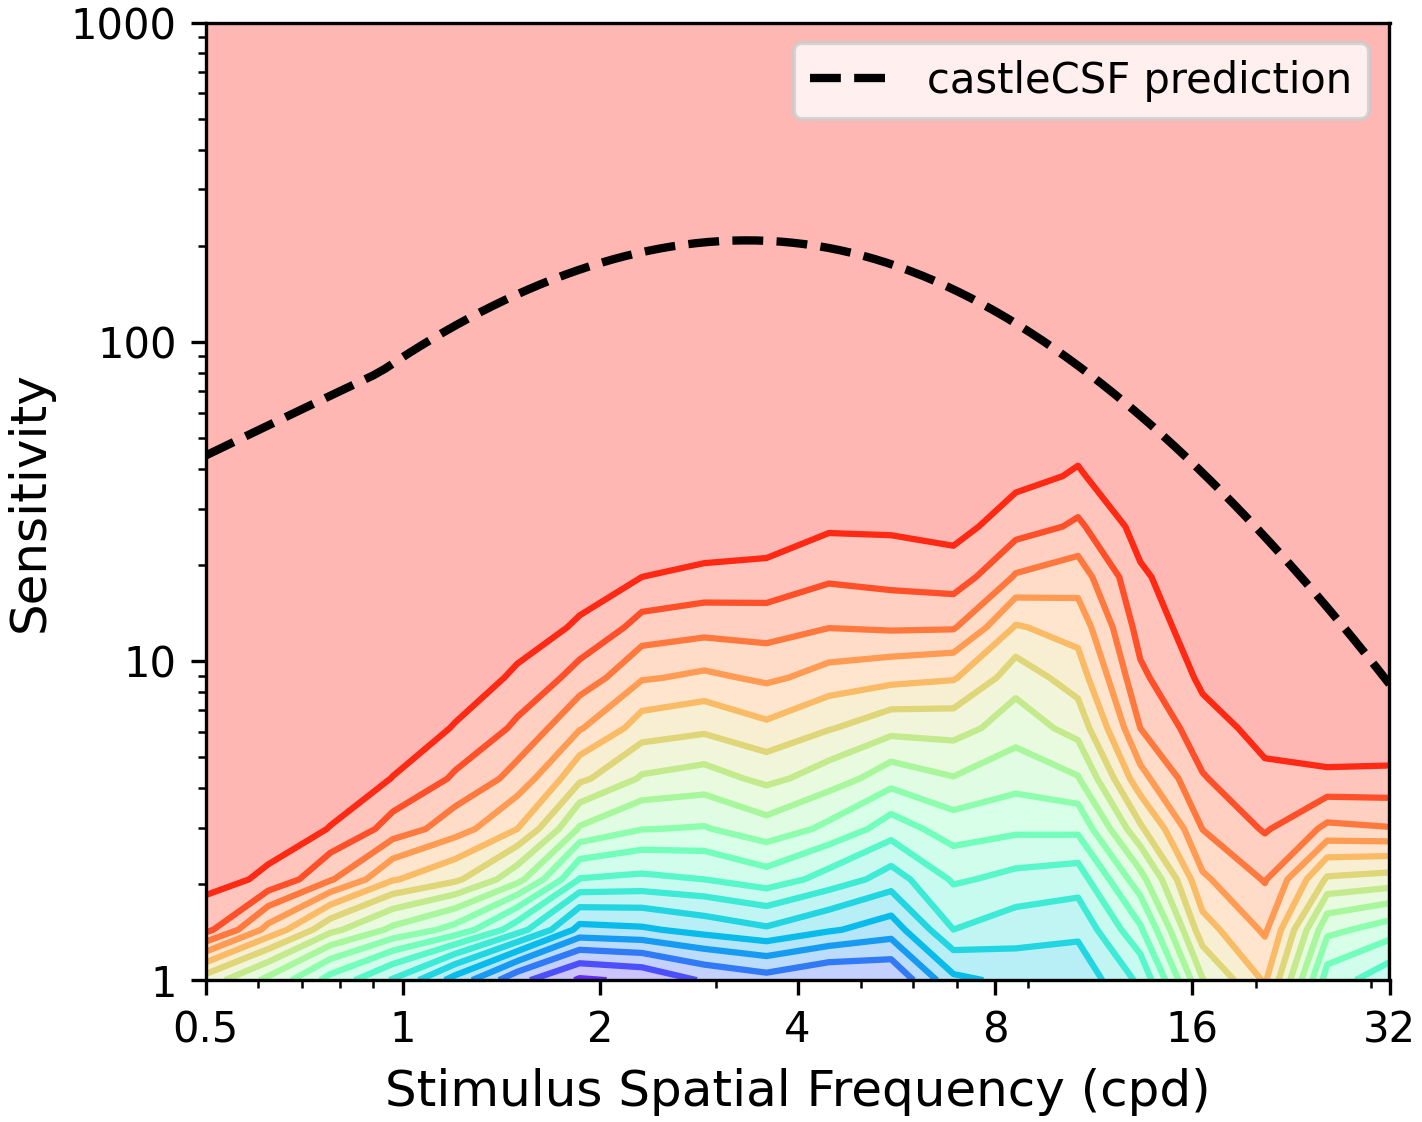 1000
100
10
1
Sensitivity
castleCSF prediction
0.5 1 2 4 8 16 32
Stimulus Spatial Frequency (cpd)